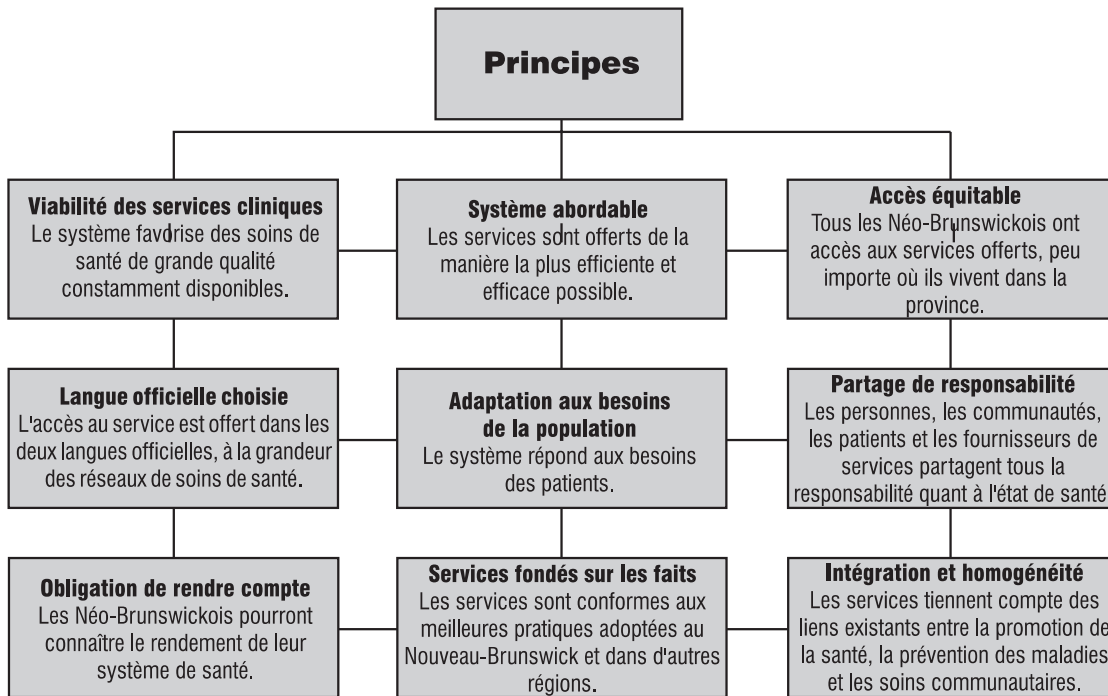 Principes
Viabilité des services cliniques
Le système favorise des soins de
santé de grande qualité
constamment disponibles.
Système abordable
Les services sont offerts de la
manière la plus efficiente et
efficace possible.
Accès équitable
Tous les Néo-Brunswickois ont
accès aux services offerts, peu
importe où ils vivent dans la
province.
Langue officielle choisie
L'accès au service est offert dans les
deux langues officielles, à la grandeur
des réseaux de soins de santé.
Adaptation aux besoins
de la population
Le système répond aux besoins
des patients.
Partage de responsabilité
Les personnes, les communautés,
les patients et les fournisseurs de
services partagent tous la
responsabilité quant à l'état de santé
Obligation de rendre compte
Les Néo-Brunswickois pourront
connaître le rendement de leur
système de santé.
Services fondés sur les faits
Les services sont conformes aux
meilleures pratiques adoptées au
Nouveau-Brunswick et dans d'autres
régions.
Intégration et homogénéité
Les services tiennent compte des
liens existants entre la promotion de
la santé, la prévention des maladies
et les soins communautaires.